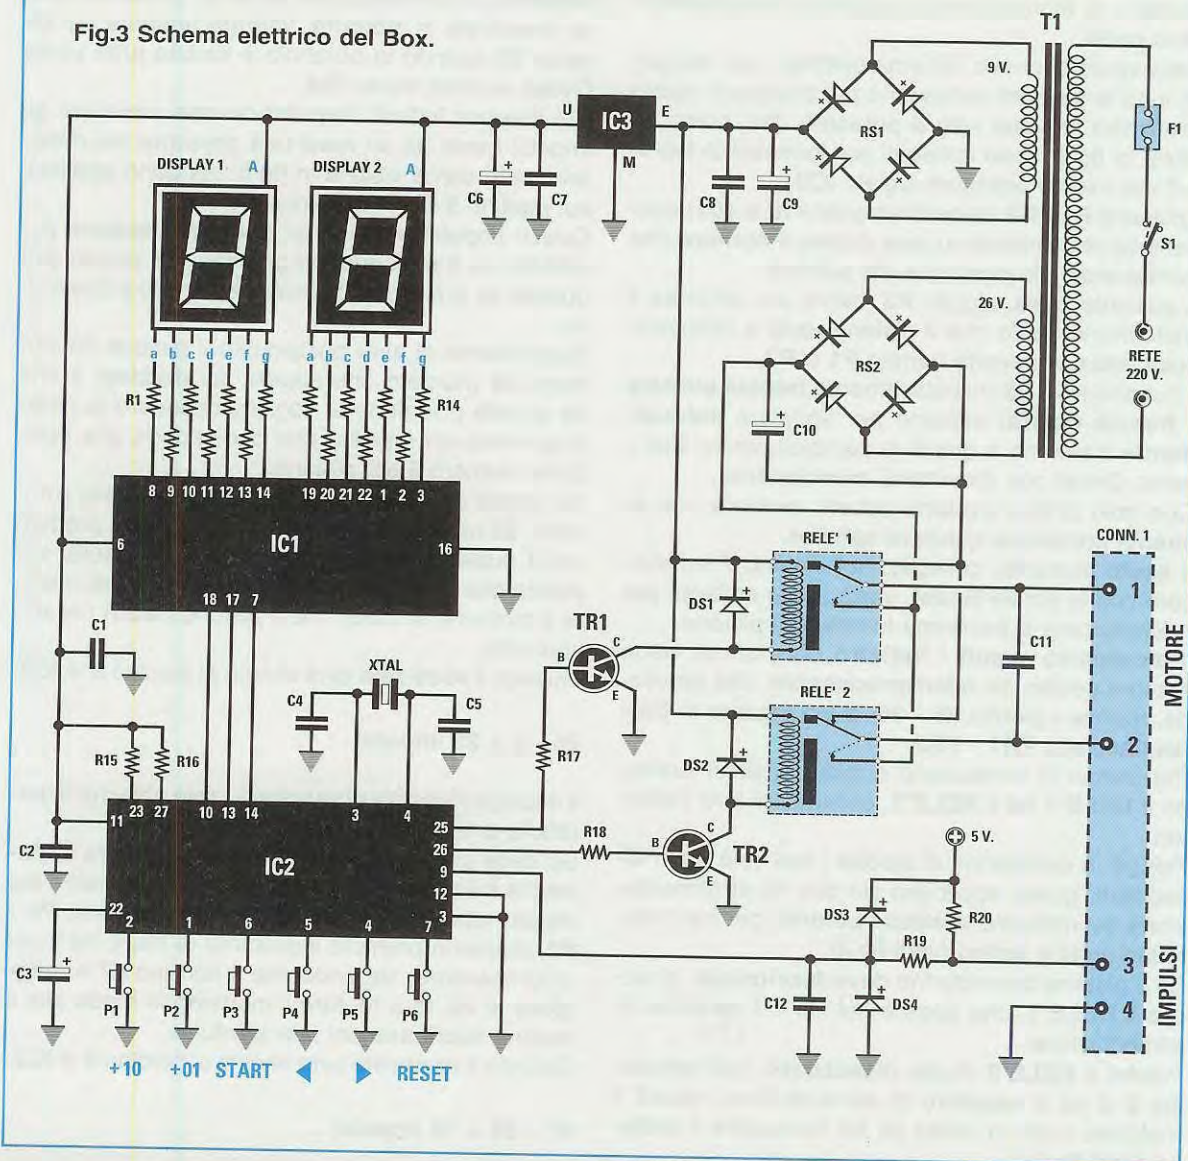 Fig.3 Schema elettrico del Box.
T1
9 V.
F1
S1
RETE
220 V.
26 V.
RS1
RS2
U IC3 E
M
C6 C7 C8 C9
C10
DISPLAY 1 A
DISPLAY 2 A
a b c d e f g
a b c d e f g
R1 R14
8 9 10 11 12 13 14 19 20 21 22 1 2 3
6 IC1 16
18 17 7
C1
R15 R16
XTAL
C4 C5
23 27 10 13 14 3 4
11 IC2
25
26
9
12
3
22
2 1 6 5 4 7
C2
C3
P1 P2 P3 P4 P5 P6
+10 +01 START ◀ ▶ RESET
R17
R18
TR1
B C E
TR2
B C E
DS1
DS2
RELE' 1
RELE' 2
C11
5 V.
DS3
R20
R19
C12
DS4
CONN. 1
1
2
3
4
MOTORE
IMPULSI